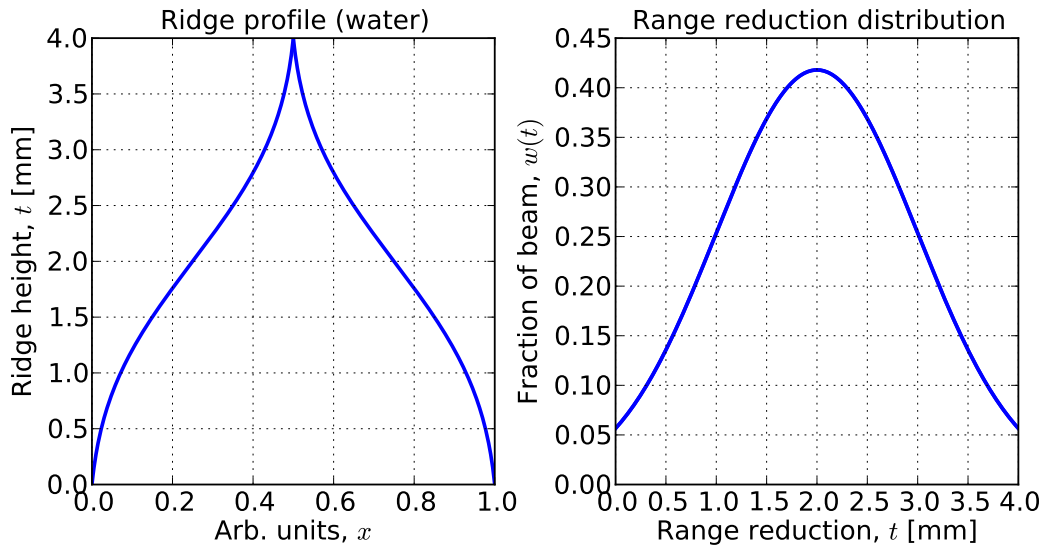 Ridge profile (water)
Ridge height, t [mm]
4.0
3.5
3.0
2.5
2.0
1.5
1.0
0.5
0.0
0.0 0.2 0.4 0.6 0.8 1.0
Arb. units, x
Range reduction distribution
Fraction of beam, w(t)
0.45
0.40
0.35
0.30
0.25
0.20
0.15
0.10
0.05
0.00
0.0 0.5 1.0 1.5 2.0 2.5 3.0 3.5 4.0
Range reduction, t [mm]